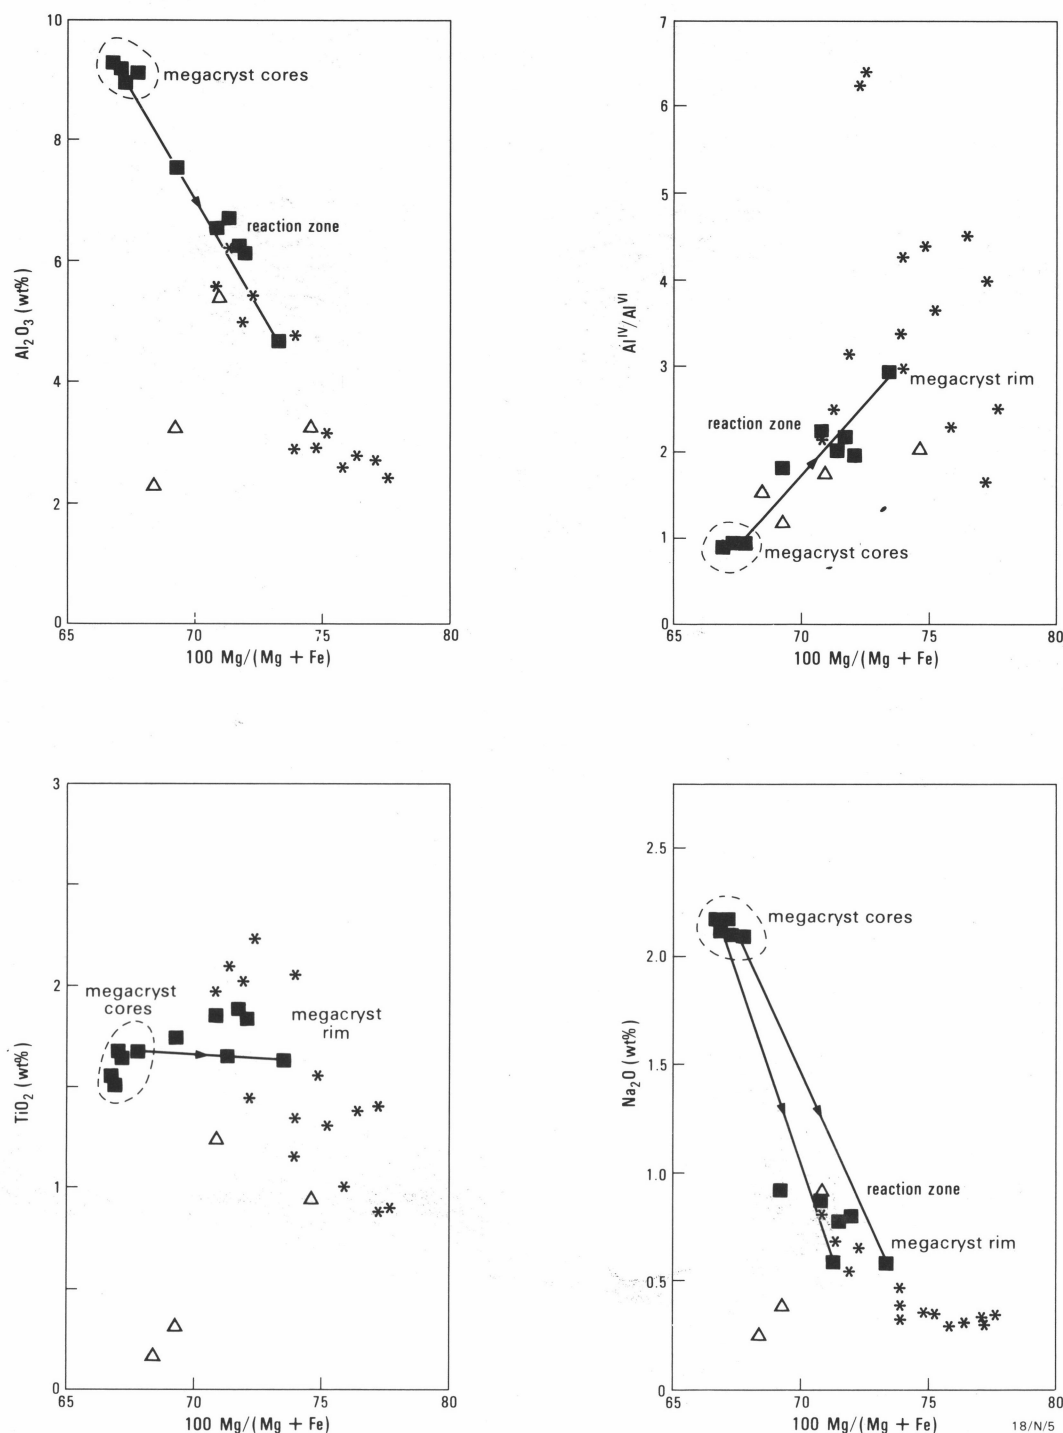 10
8
6
4
2
0
Al₂O₃ (wt%)
megacryst cores
reaction zone
65
70
75
80
100 Mg/(Mg + Fe)
7
6
5
4
3
2
1
0
Al^IV/Al^VI
megacryst rim
reaction zone
megacryst cores
65
70
75
80
100 Mg/(Mg + Fe)
3
2
1
0
TiO₂ (wt%)
megacryst
cores
megacryst
rim
65
70
75
80
100 Mg/(Mg + Fe)
2.5
2.0
1.5
1.0
0.5
0
Na₂O (wt%)
megacryst cores
reaction zone
megacryst rim
65
70
75
80
100 Mg/(Mg + Fe)
18/N/5